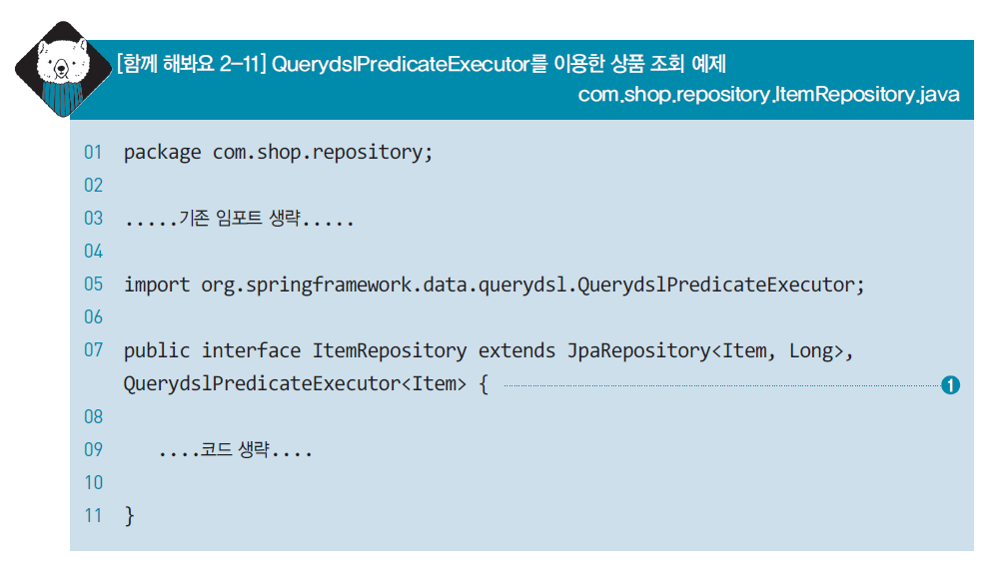 [함께 해봐요 2-11] QuerydslPredicateExecutor를 이용한 상품 조회 예제
com.shop.repository.ItemRepository.java
01 package com.shop.repository;
02
03 .....기존 임포트 생략.....
04
05 import org.springframework.data.querydsl.QuerydslPredicateExecutor;
06
07 public interface ItemRepository extends JpaRepository<Item, Long>,
QuerydslPredicateExecutor<Item> { ❶
08
09 ....코드 생략....
10
11 }